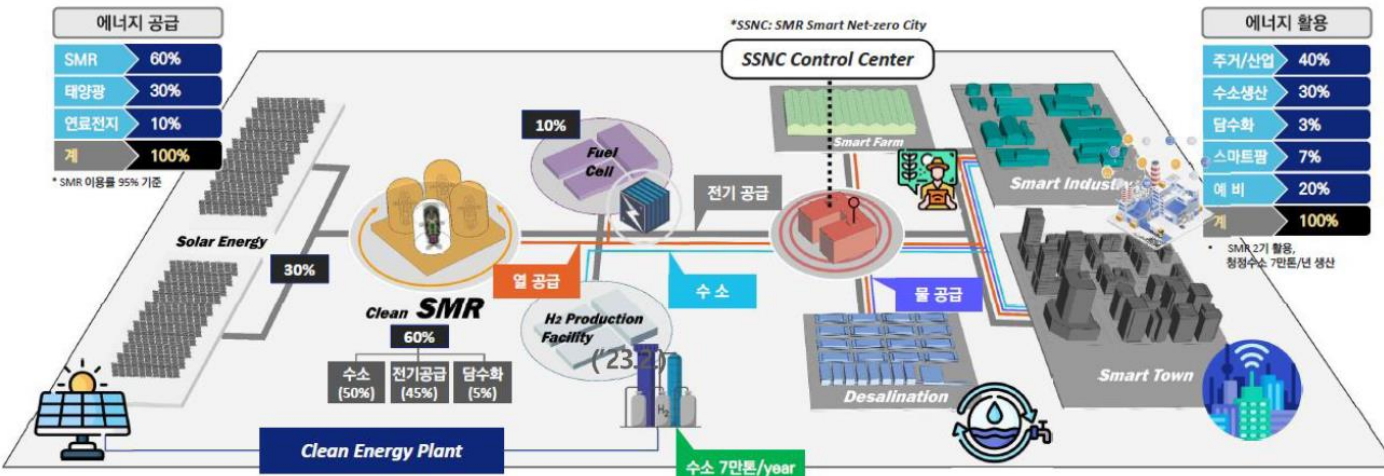 에너지 공급
SMR 60%
태양광 30%
연료전지 10%
계 100%
* SMR 이용률 95% 기준
*SSNC: SMR Smart Net-zero City
SSNC Control Center
에너지 활용
주거/산업 40%
수소생산 30%
담수화 3%
스마트팜 7%
예 비 20%
계 100%
* SMR 2기 활용,
청정수소 7만톤/년 생산
Solar Energy
30%
10%
Fuel
Cell
전기 공급
Smart Farm
Smart Industry
열 공급
수 소
물 공급
Clean SMR
60%
수소
(50%)
전기공급
(45%)
담수화
(5%)
H2 Production
Facility
('23.2.)
H2
Desalination
Smart Town
Clean Energy Plant
수소 7만톤/year